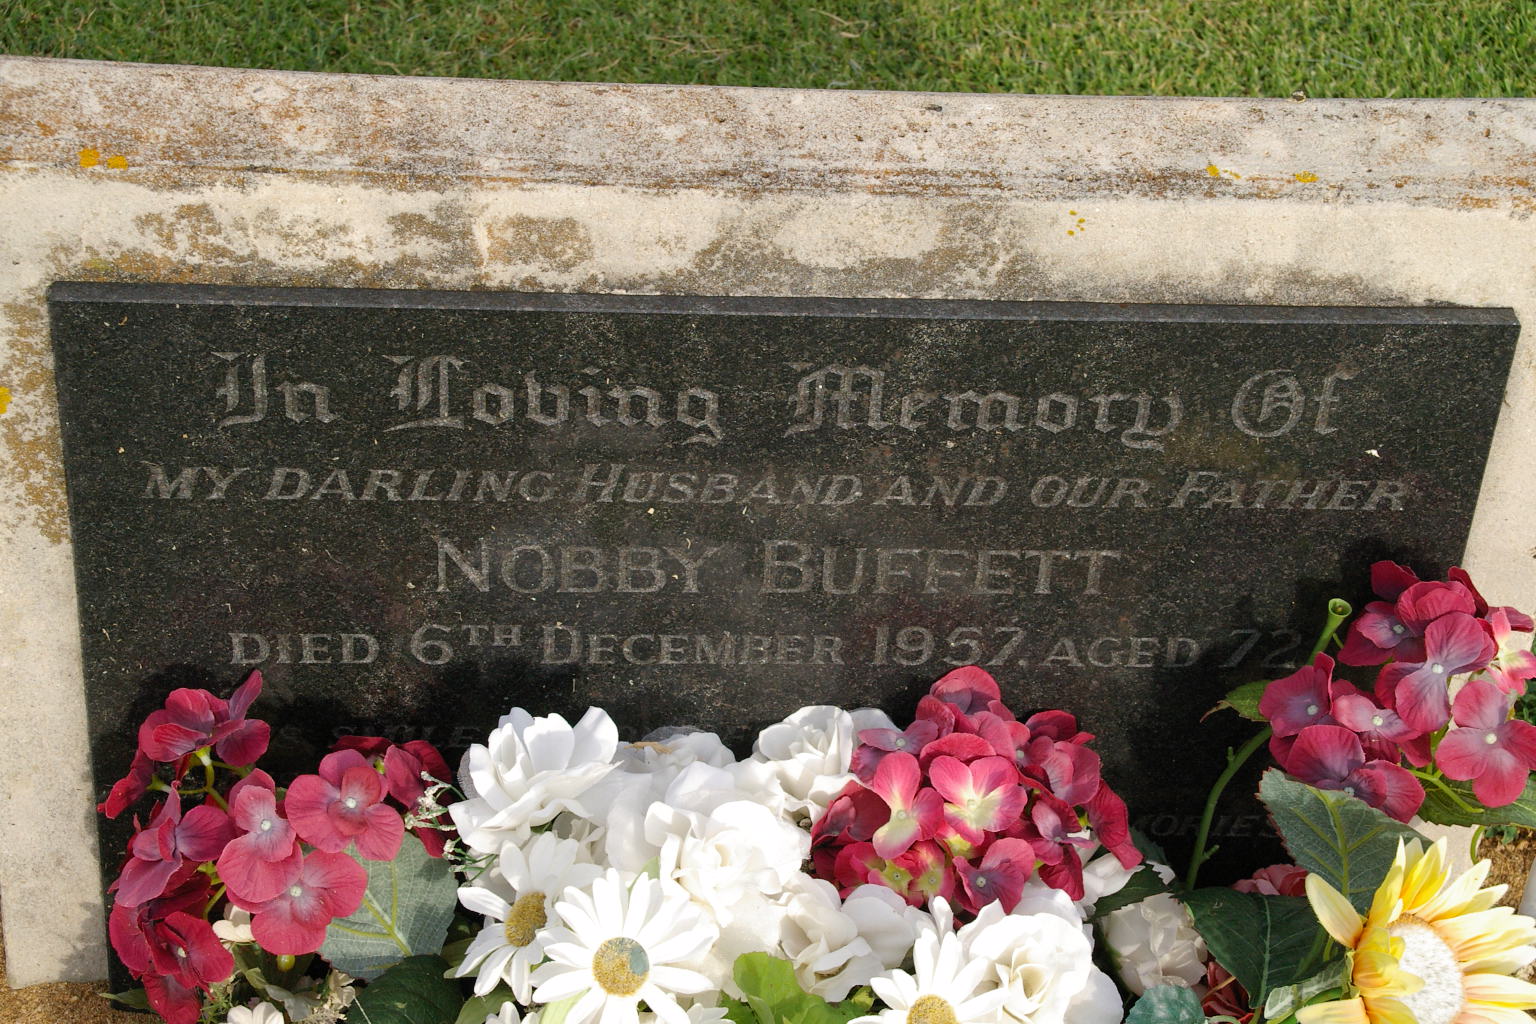 In Loving Memory Of
MY DARLING HUSBAND AND OUR FATHER
NOBBY BUFFETT
DIED 6TH DECEMBER 1957. AGED 72